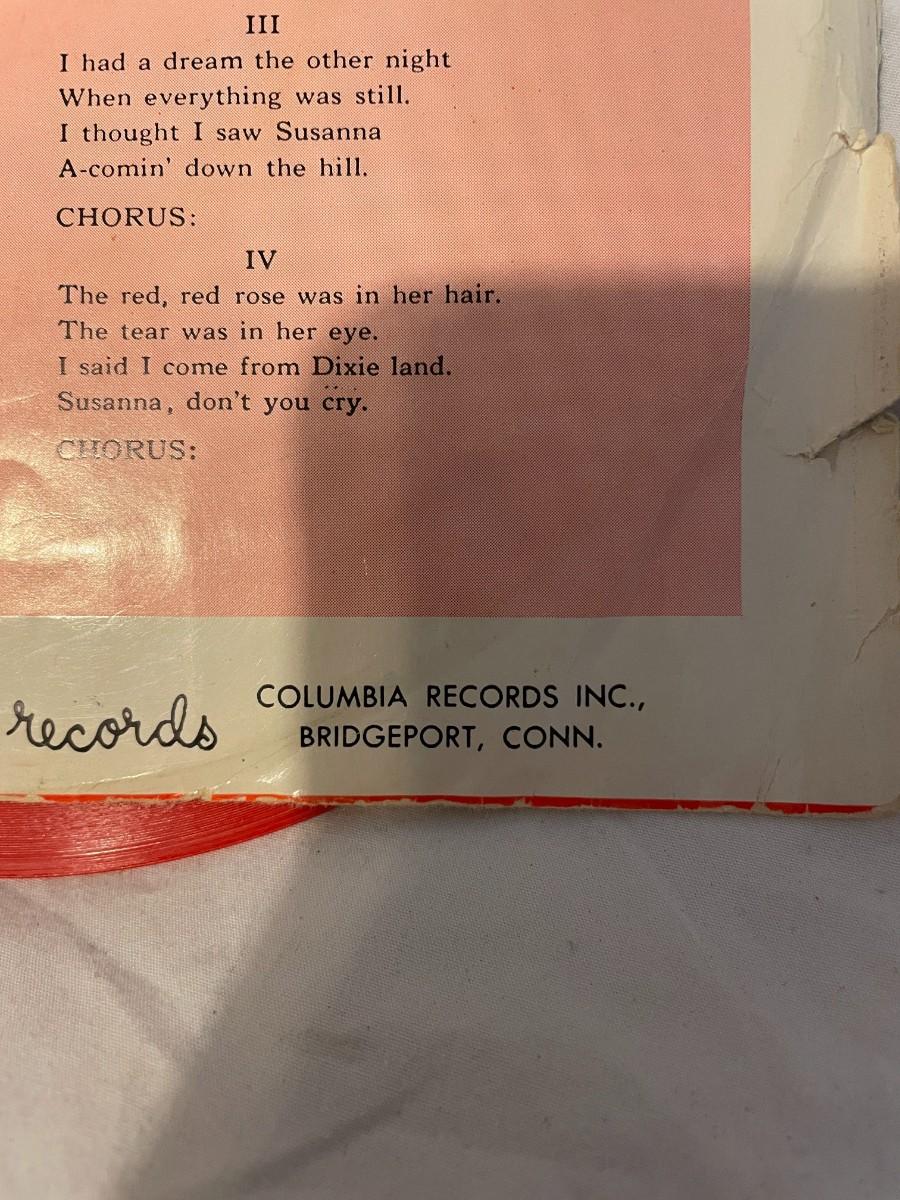 III
I had a dream the other night
When everything was still.
I thought I saw Susanna
A-comin' down the hill.
CHORUS:
IV
The red, red rose was in her hair.
The tear was in her eye.
I said I come from Dixie land.
Susanna, don't you cry.
CHORUS:
records
COLUMBIA RECORDS INC.,
BRIDGEPORT, CONN.